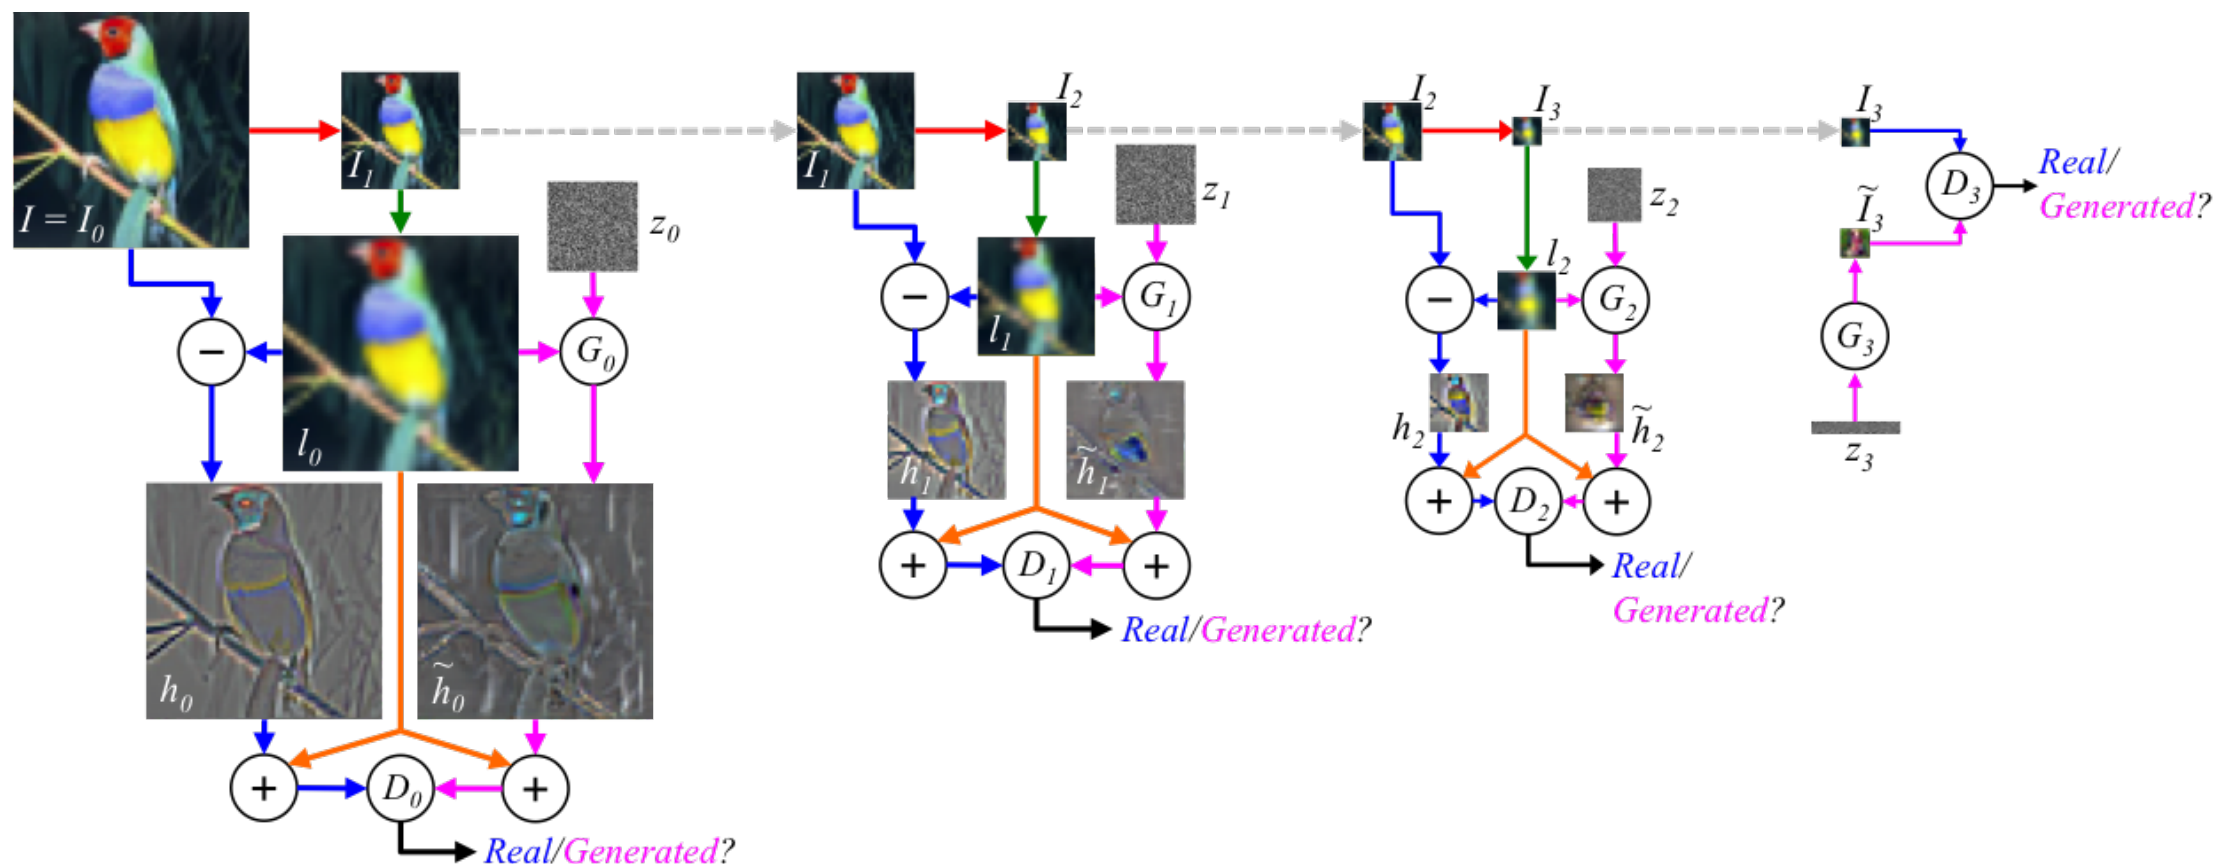 I = I₀
I₁
l₀
z₀
G₀
−
h₀
h̃₀
+
D₀
+
Real/Generated?
I₁
I₂
z₁
l₁
G₁
−
h₁
h̃₁
+
D₁
+
Real/Generated?
I₂
I₃
z₂
l₂
G₂
−
h₂
h̃₂
+
D₂
+
Real/
Generated?
I₃
D₃
Real/
Generated?
Ĩ₃
G₃
z₃